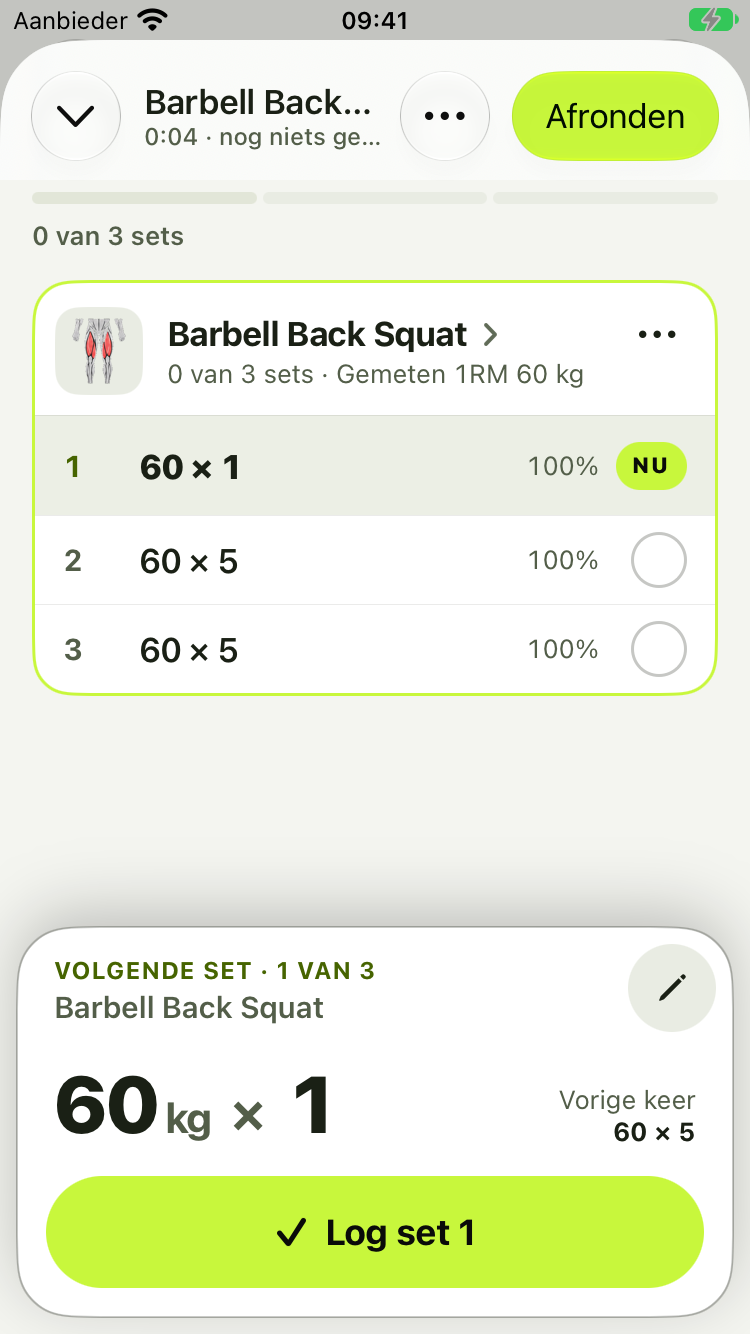 Aanbieder 09:41
Barbell Back...
0:04 · nog niets ge...
Afronden
0 van 3 sets
Barbell Back Squat
0 van 3 sets · Gemeten 1RM 60 kg
1 60 × 1 100% NU
2 60 × 5 100%
3 60 × 5 100%
VOLGENDE SET · 1 VAN 3
Barbell Back Squat
60 kg × 1
Vorige keer
60 × 5
Log set 1